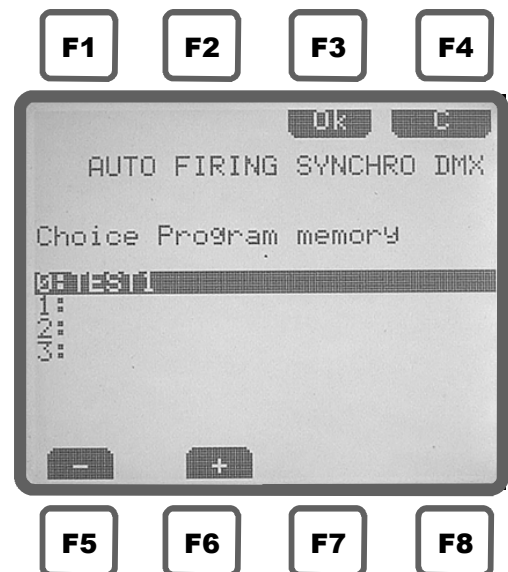 F1 F2 F3 F4
Ok C
AUTO FIRING SYNCHRO DMX
Choice Program memory
0:TEST1
1:
2:
3:
- +
F5 F6 F7 F8